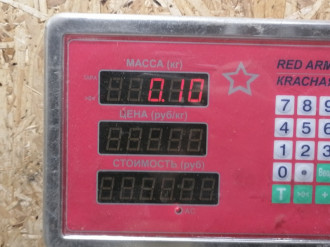 МАССА (кг)
0.10
RED ARM
КРАСНАЯ
ЦЕНА (руб/кг)
7 8 9
4 5 6
1 2 3
СТОИМОСТЬ (руб)
0
T